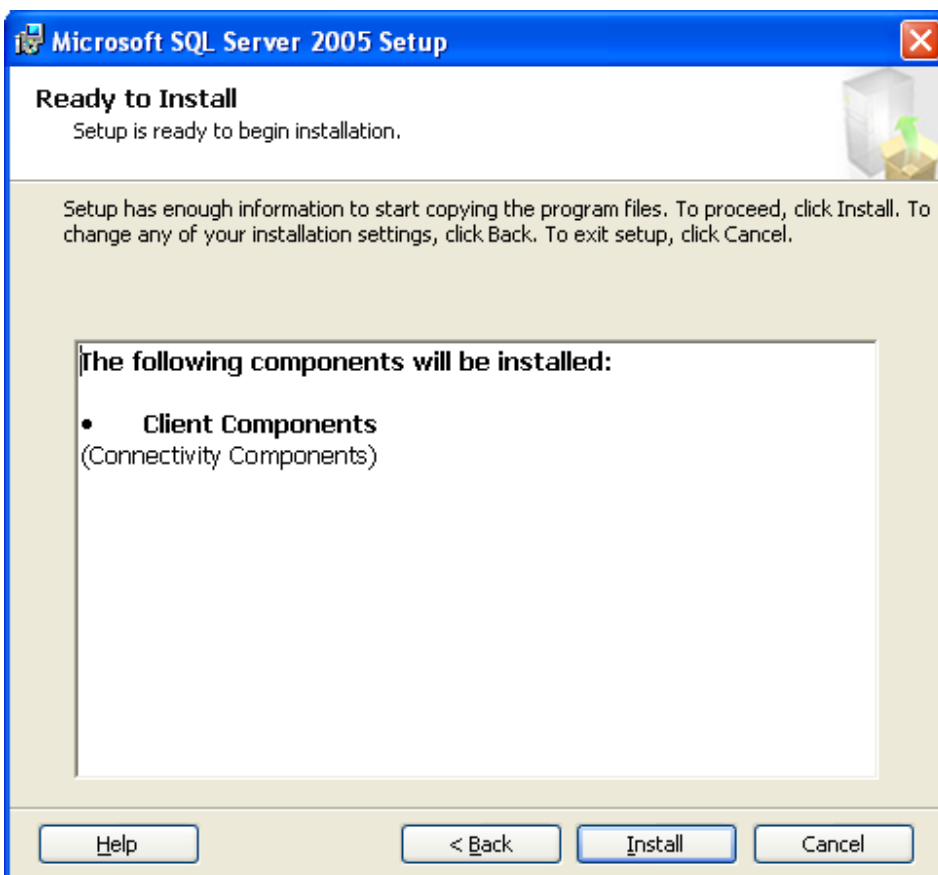 Microsoft SQL Server 2005 Setup
Ready to Install
Setup is ready to begin installation.
Setup has enough information to start copying the program files. To proceed, click Install. To
change any of your installation settings, click Back. To exit setup, click Cancel.
The following components will be installed:
• Client Components
(Connectivity Components)
Help
< Back
Install
Cancel